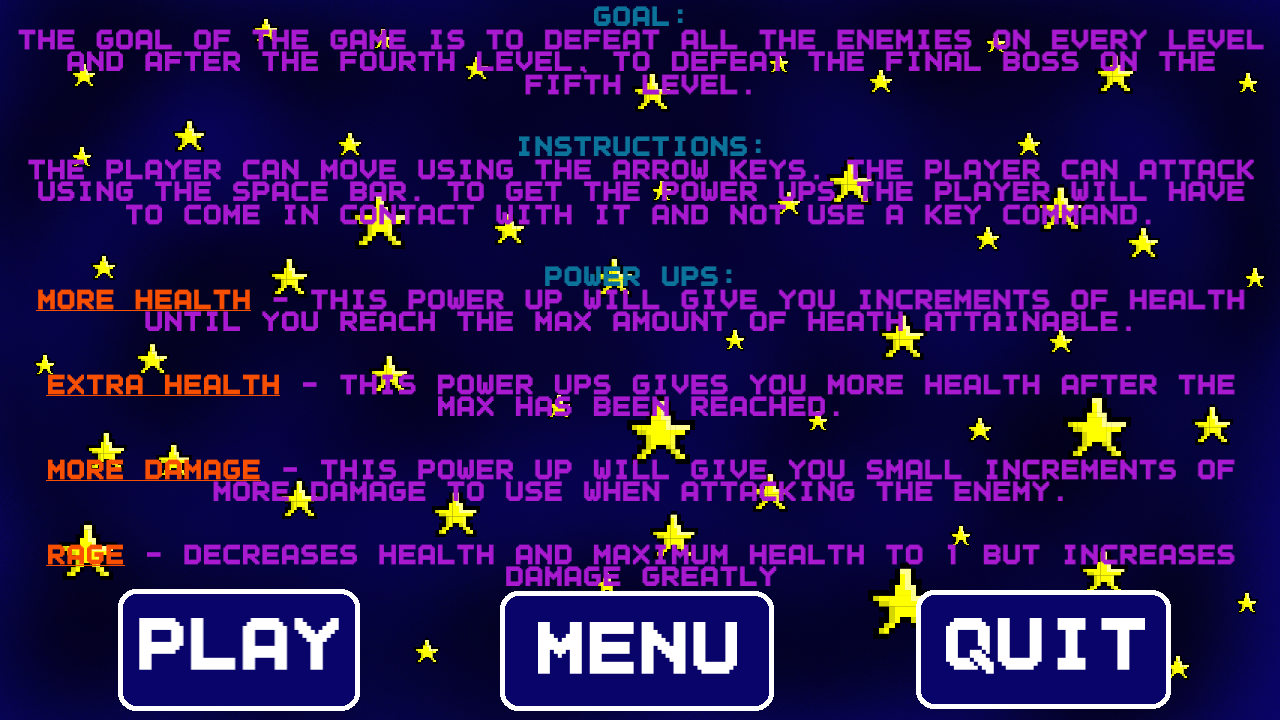 GOAL:
THE GOAL OF THE GAME IS TO DEFEAT ALL THE ENEMIES ON EVERY LEVEL
AND AFTER THE FOURTH LEVEL, TO DEFEAT THE FINAL BOSS ON THE
FIFTH LEVEL.
INSTRUCTIONS:
THE PLAYER CAN MOVE USING THE ARROW KEYS. THE PLAYER CAN ATTACK
USING THE SPACE BAR. TO GET THE POWER UPS THE PLAYER WILL HAVE
TO COME IN CONTACT WITH IT AND NOT USE A KEY COMMAND.
POWER UPS:
MORE HEALTH - THIS POWER UP WILL GIVE YOU INCREMENTS OF HEALTH
UNTIL YOU REACH THE MAX AMOUNT OF HEATH ATTAINABLE.
EXTRA HEALTH - THIS POWER UPS GIVES YOU MORE HEALTH AFTER THE
MAX HAS BEEN REACHED.
MORE DAMAGE - THIS POWER UP WILL GIVE YOU SMALL INCREMENTS OF
MORE DAMAGE TO USE WHEN ATTACKING THE ENEMY.
RAGE - DECREASES HEALTH AND MAXIMUM HEALTH TO 1 BUT INCREASES
DAMAGE GREATLY
PLAY MENU QUIT